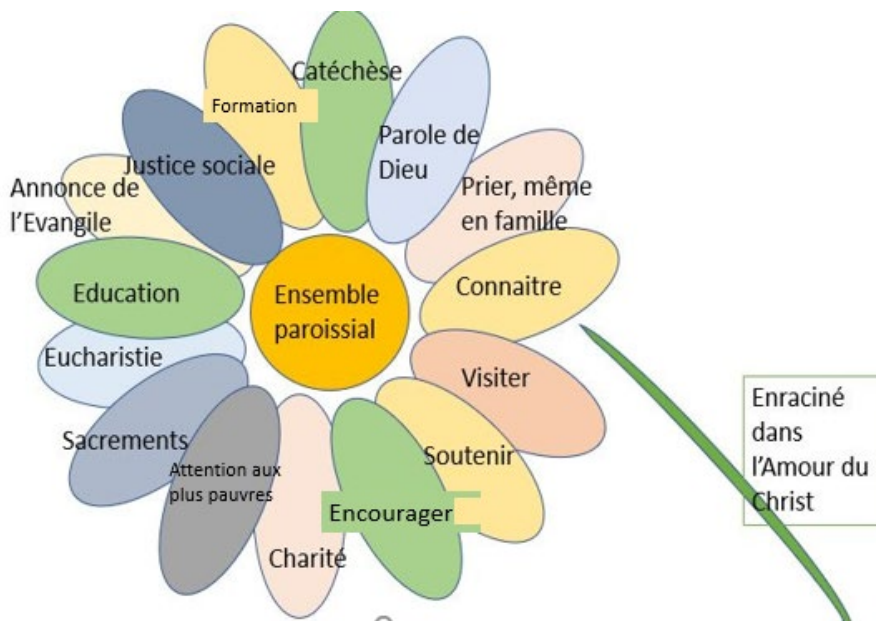 Catéchèse
Formation
Parole de
Dieu
Justice sociale
Prier, même
en famille
Annonce de
l'Evangile
Connaitre
Education
Ensemble
paroissial
Eucharistie
Visiter
Sacrements
Soutenir
Attention aux
plus pauvres
Encourager
Charité
Enraciné
dans
l'Amour du
Christ